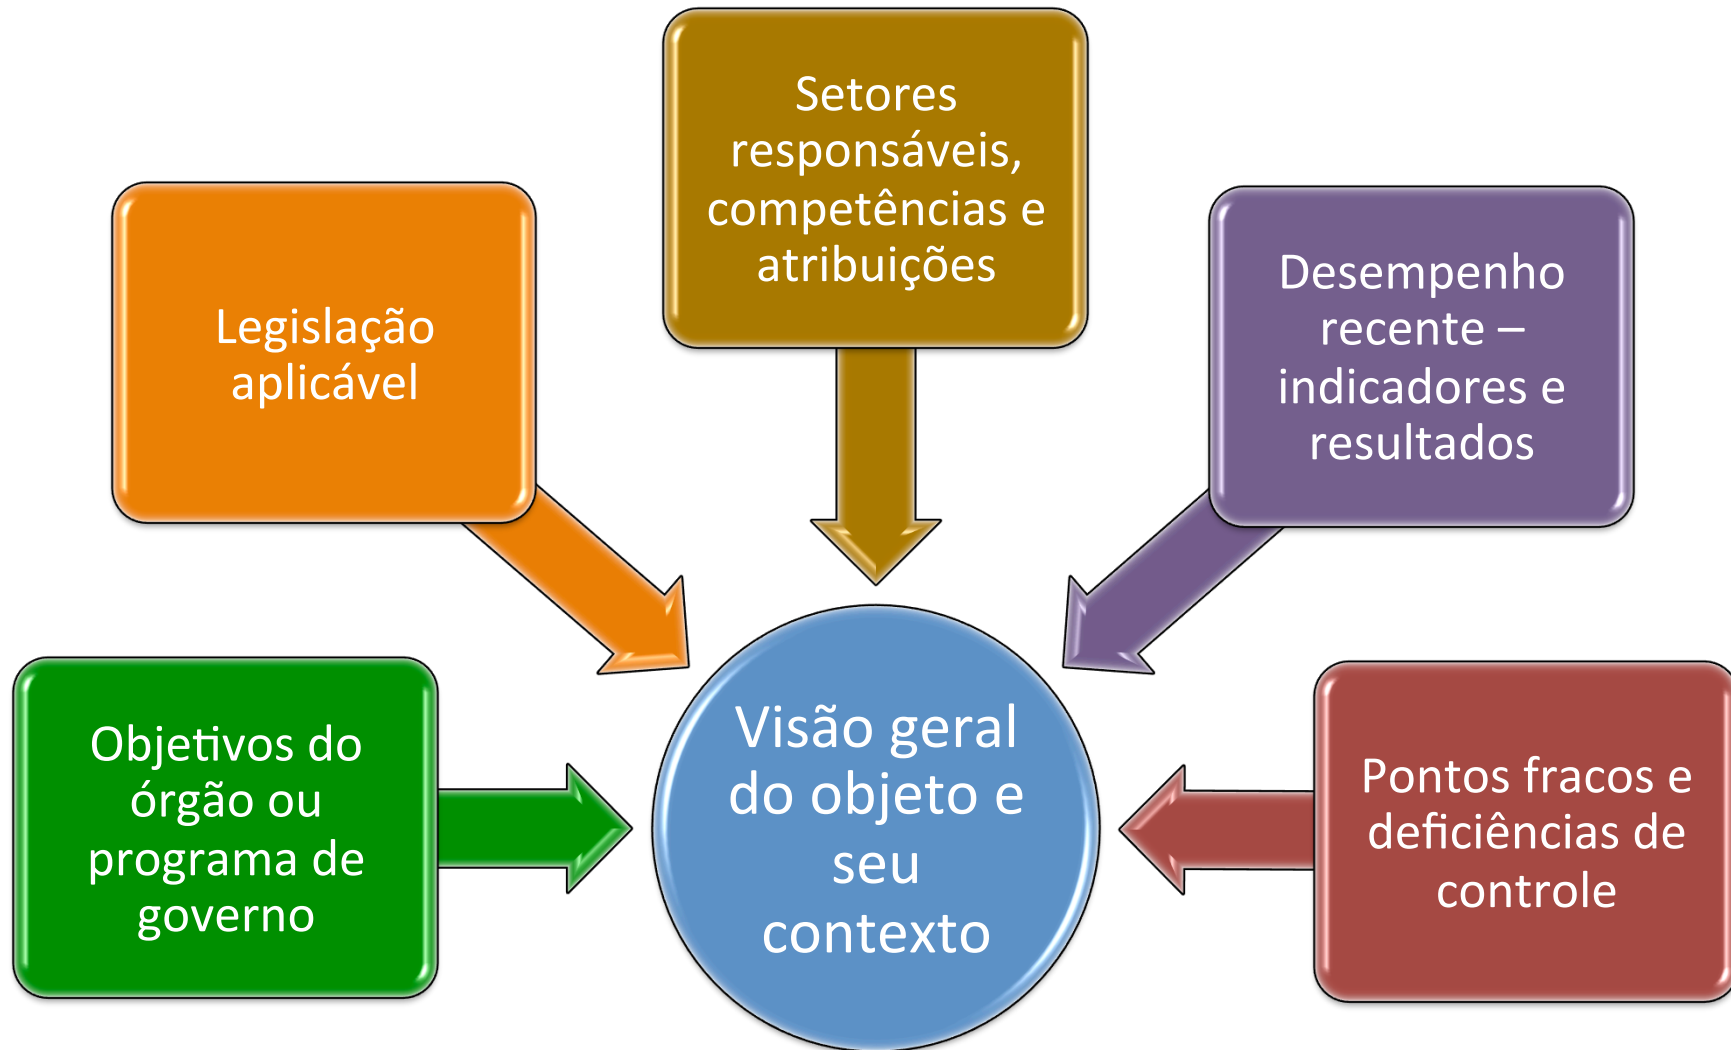 Setores
responsáveis,
competências e
atribuições
Legislação
aplicável
Desempenho
recente –
indicadores e
resultados
Objetivos do
órgão ou
programa de
governo
Visão geral
do objeto e
seu
contexto
Pontos fracos e
deficiências de
controle